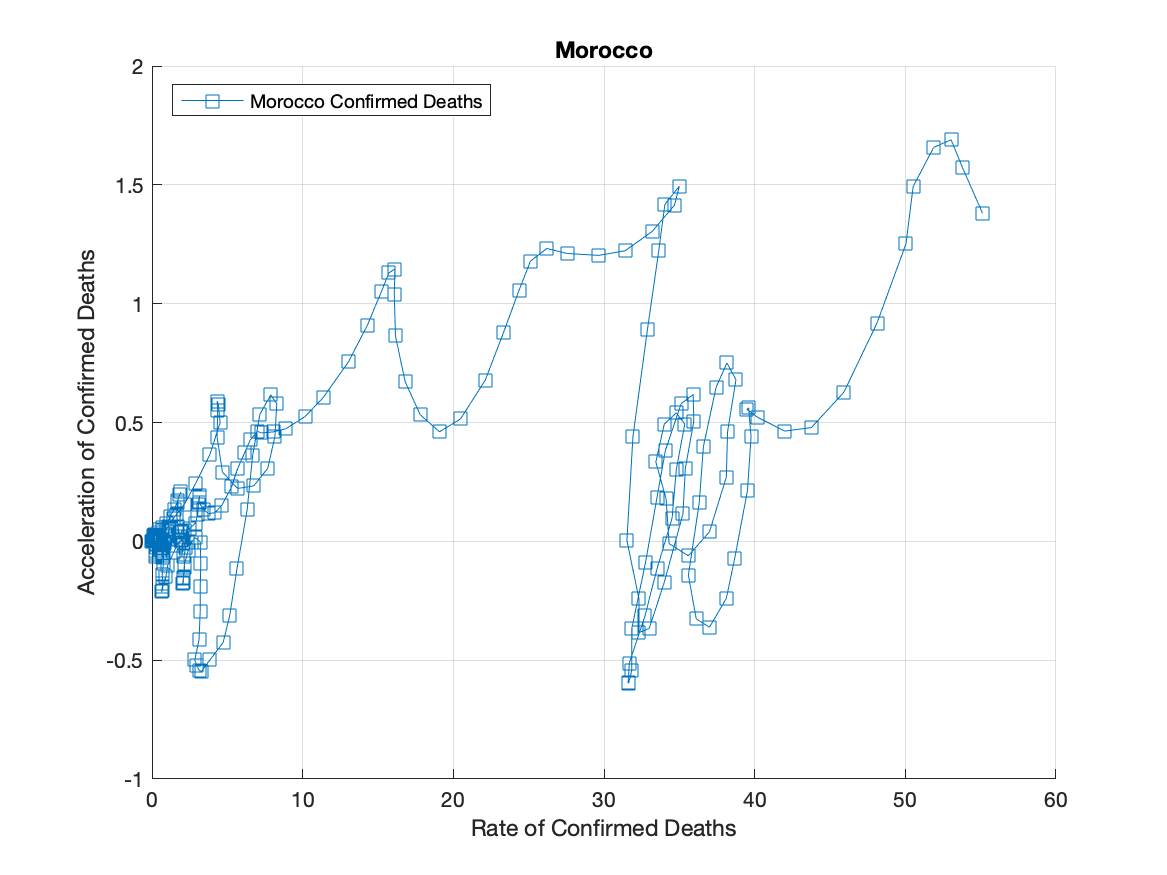 Morocco
Morocco Confirmed Deaths
2
1.5
1
0.5
0
-0.5
-1
Acceleration of Confirmed Deaths
0 10 20 30 40 50 60
Rate of Confirmed Deaths